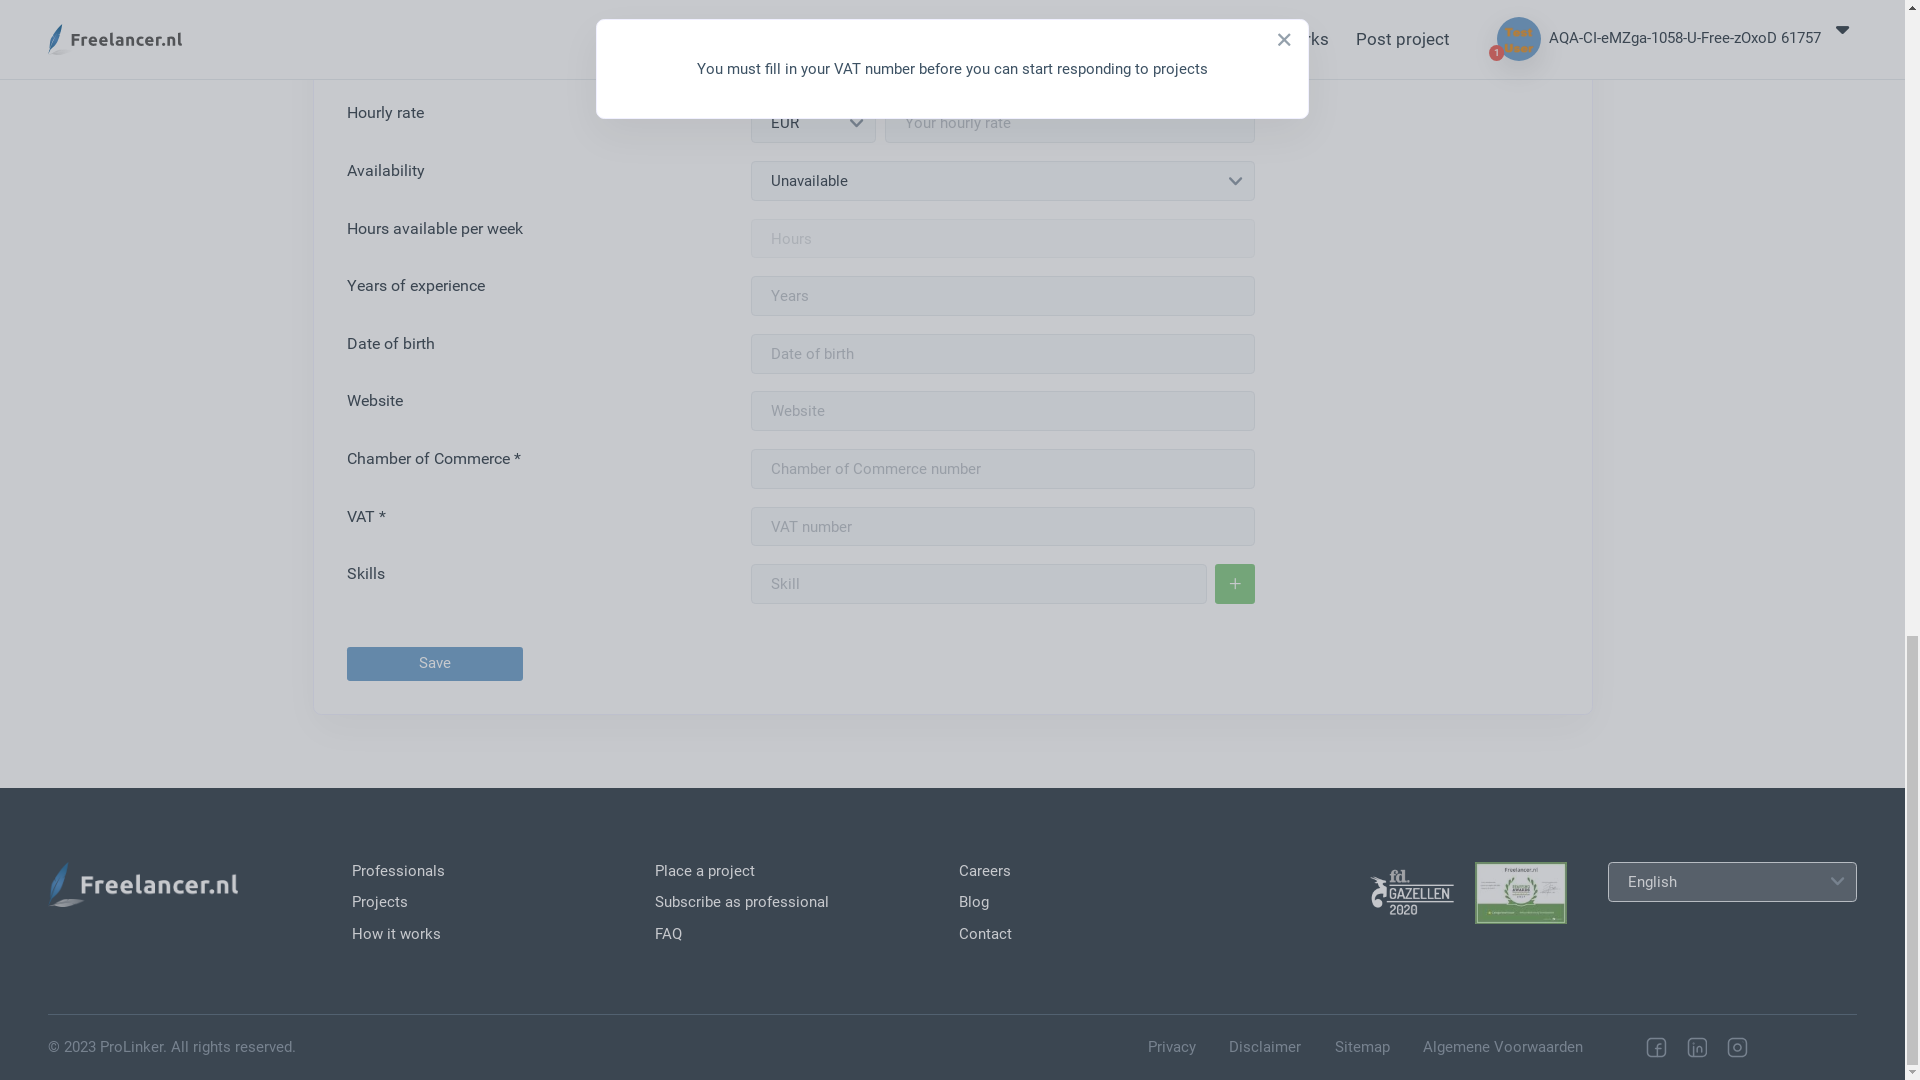 Freelancer.nl
rks
Post project
Test
User
1
AQA-CI-eMZga-1058-U-Free-zOxoD 61757
×
You must fill in your VAT number before you can start responding to projects
Hourly rate
EUR
Your hourly rate
Availability
Unavailable
Hours available per week
Hours
Years of experience
Years
Date of birth
Date of birth
Website
Website
Chamber of Commerce *
Chamber of Commerce number
VAT *
VAT number
Skills
Skill
+
Save
Freelancer.nl
Professionals
Projects
How it works
Place a project
Subscribe as professional
FAQ
Careers
Blog
Contact
fd.
GAZELLEN
2020
Freelancer.nl
English
© 2023 ProLinker. All rights reserved.
Privacy
Disclaimer
Sitemap
Algemene Voorwaarden